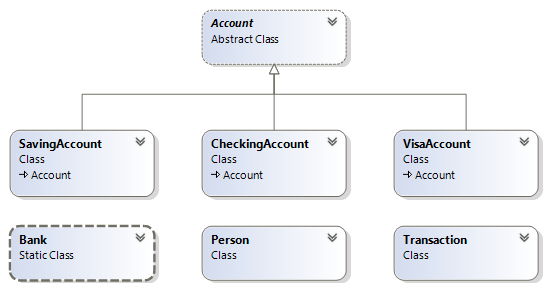 Account
Abstract Class
SavingAccount
Class
Account
CheckingAccount
Class
Account
VisaAccount
Class
Account
Bank
Static Class
Person
Class
Transaction
Class